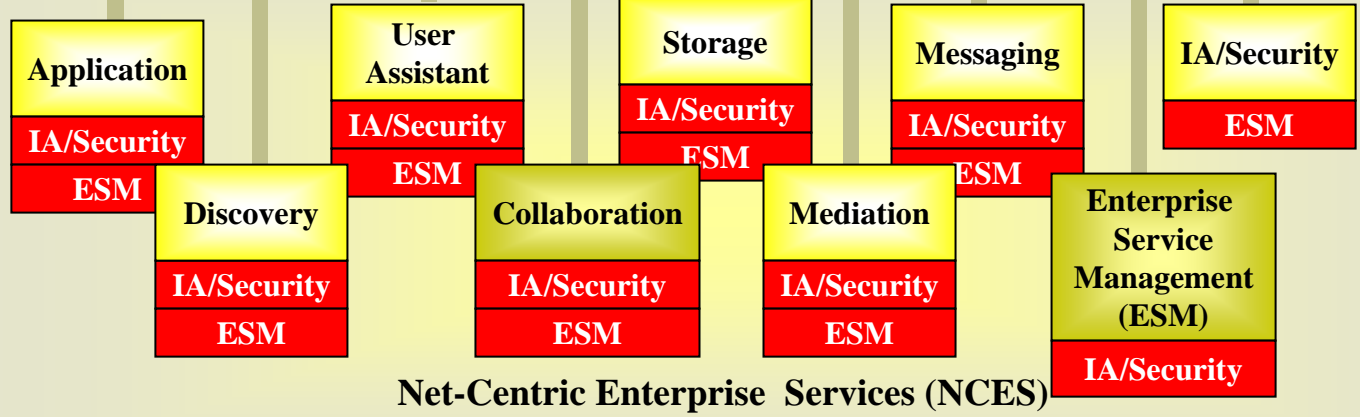 Application
IA/Security
ESM
User
Assistant
IA/Security
ESM
Storage
IA/Security
ESM
Messaging
IA/Security
ESM
IA/Security
ESM
Discovery
IA/Security
ESM
Collaboration
IA/Security
ESM
Mediation
IA/Security
ESM
Enterprise
Service
Management
(ESM)
IA/Security
Net-Centric Enterprise Services (NCES)